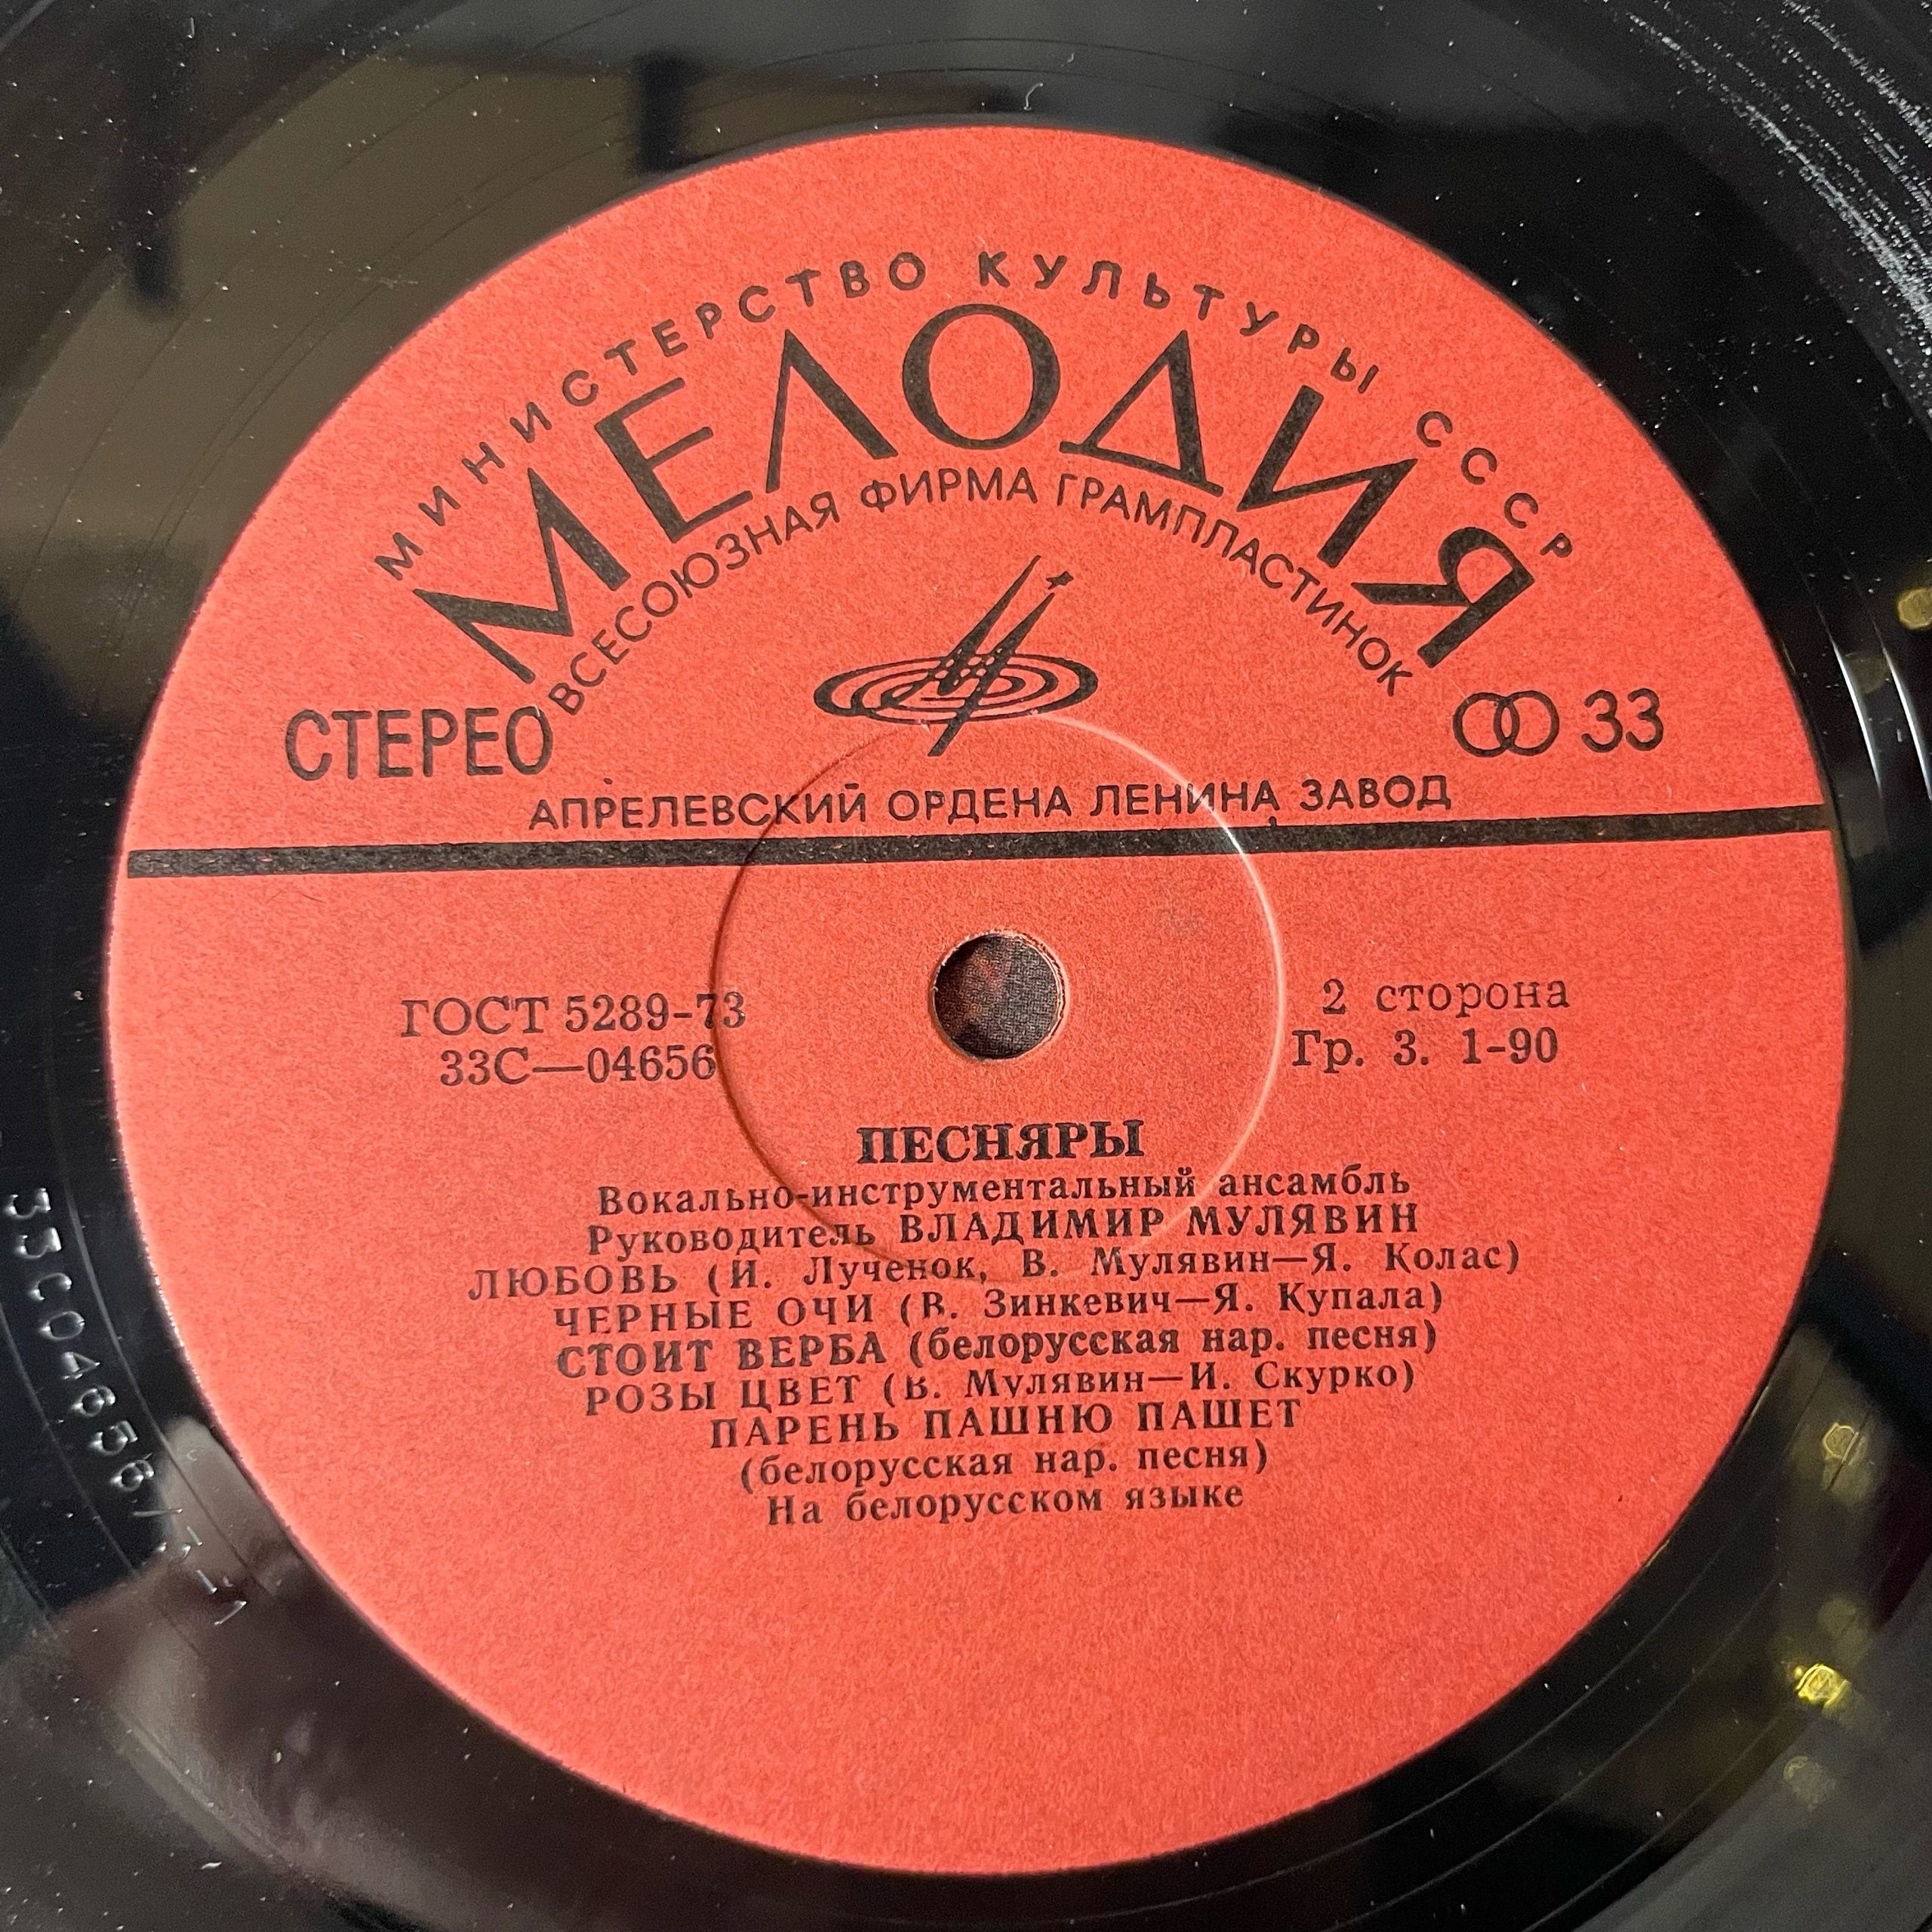 МИНИСТЕРСТВО КУЛЬТУРЫ СССР
МЕЛОДИЯ
ВСЕСОЮЗНАЯ ФИРМА ГРАМПЛАСТИНОК
СТЕРЕО
33
АПРЕЛЕВСКИЙ ОРДЕНА ЛЕНИНА ЗАВОД
ГОСТ 5289-73
33С—04656
2 сторона
Гр. 3. 1-90
ПЕСНЯРЫ
Вокально-инструментальный ансамбль
Руководитель ВЛАДИМИР МУЛЯВИН
ЛЮБОВЬ (И. Лученок, В. Мулявин—Я. Колас)
ЧЕРНЫЕ ОЧИ (В. Зинкевич—Я. Купала)
СТОИТ ВЕРБА (белорусская нар. песня)
РОЗЫ ЦВЕТ (В. Мулявин—И. Скурко)
ПАРЕНЬ ПАШНЮ ПАШЕТ
(белорусская нар. песня)
На белорусском языке
33С04656/3-1